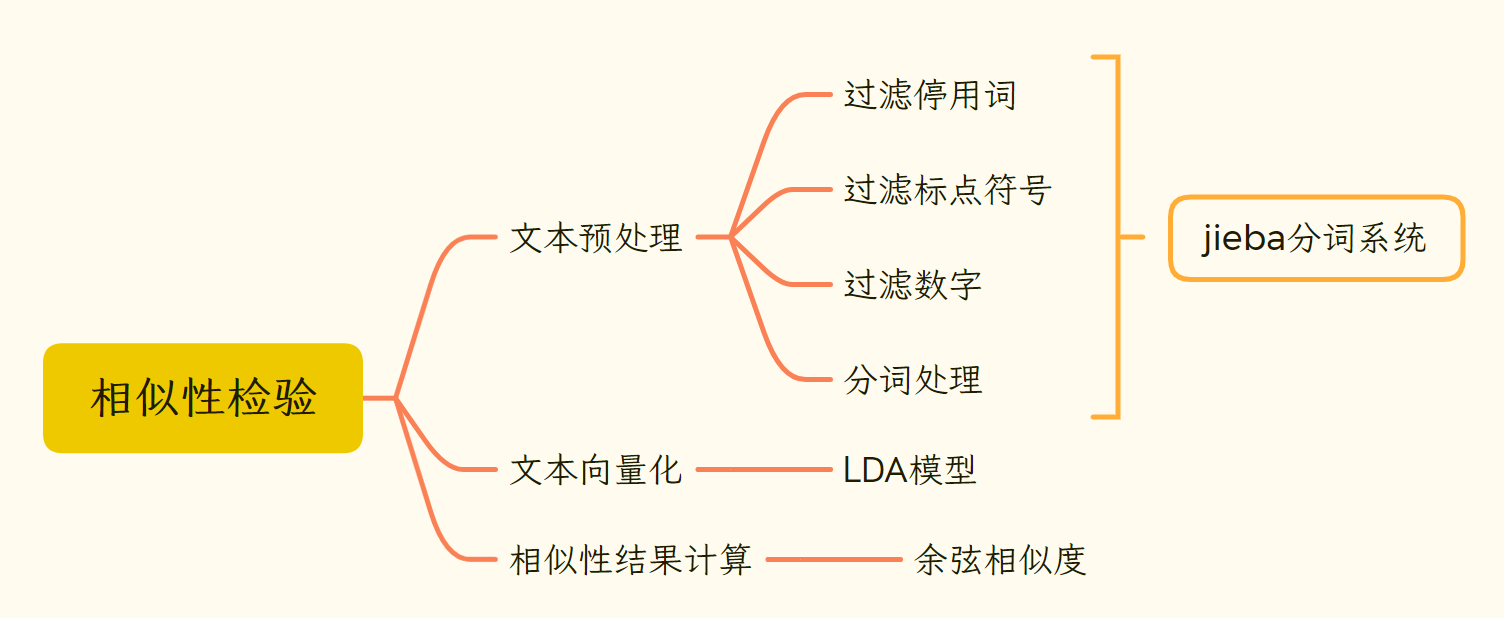 相似性检验
文本预处理
过滤停用词
过滤标点符号
过滤数字
分词处理
jieba分词系统
文本向量化
LDA模型
相似性结果计算
余弦相似度